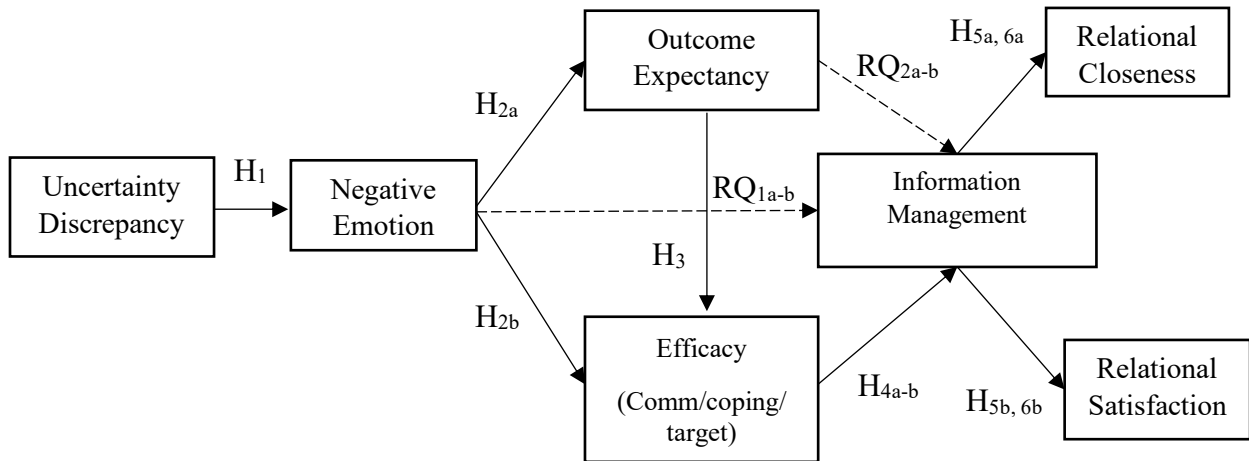 Outcome
Expectancy
H5a, 6a
Relational
Closeness
RQ2a-b
H2a
Uncertainty
Discrepancy
H1
Negative
Emotion
RQ1a-b
Information
Management
H3
H2b
Efficacy
(Comm/coping/
target)
H4a-b
H5b, 6b
Relational
Satisfaction